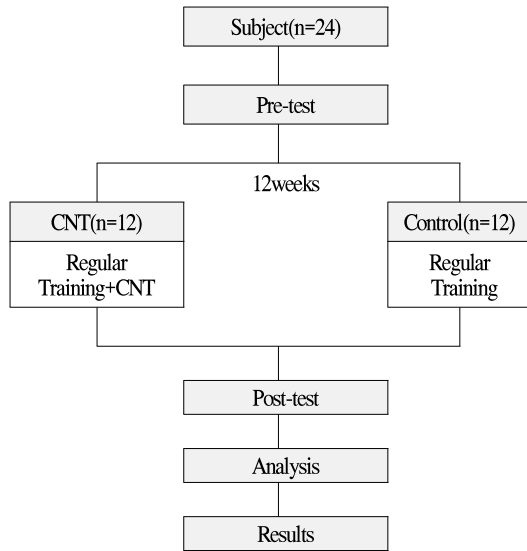 Subject(n=24)
Pre-test
12weeks
CNT(n=12)
Regular
Training+CNT
Control(n=12)
Regular
Training
Post-test
Analysis
Results